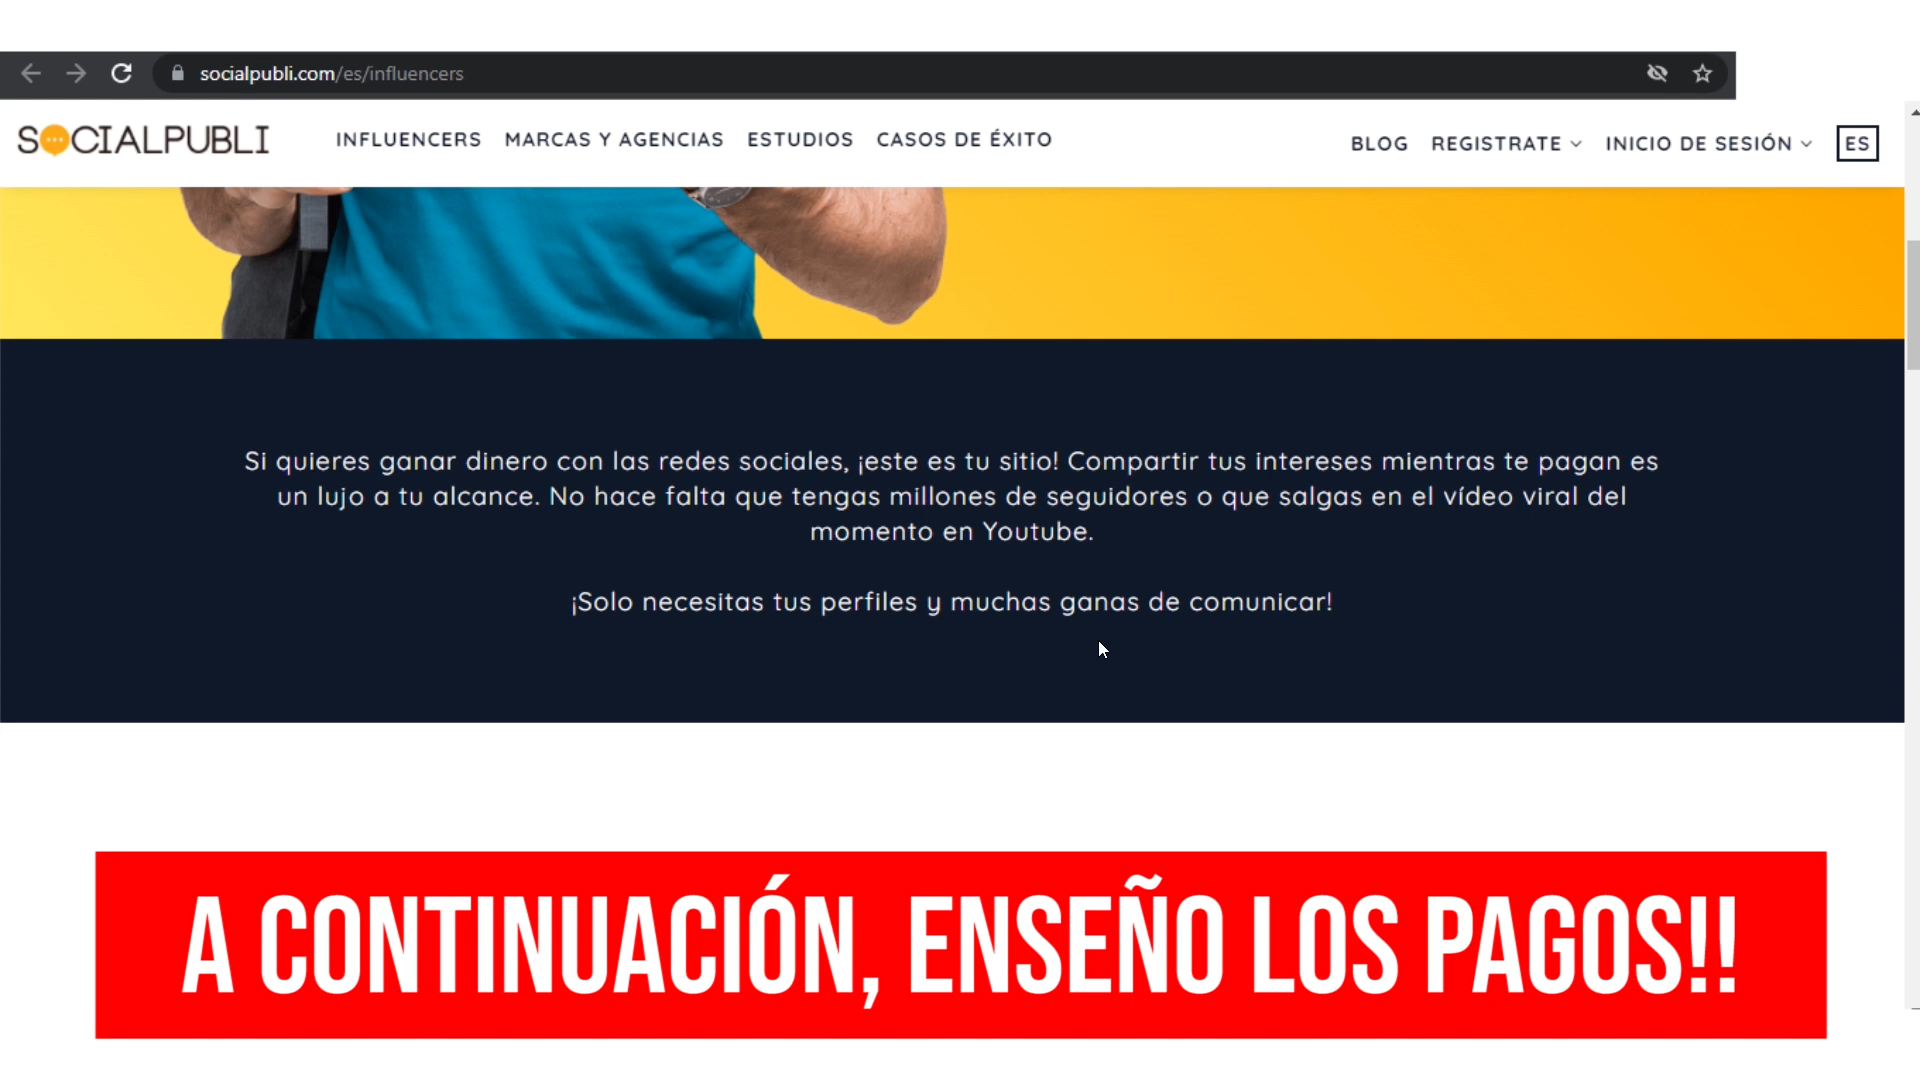 socialpubli.com/es/influencers
SOCIALPUBLI
INFLUENCERS MARCAS Y AGENCIAS ESTUDIOS CASOS DE ÉXITO
BLOG REGISTRATE INICIO DE SESIÓN ES
Si quieres ganar dinero con las redes sociales, ¡este es tu sitio! Compartir tus intereses mientras te pagan es
un lujo a tu alcance. No hace falta que tengas millones de seguidores o que salgas en el vídeo viral del
momento en Youtube.
¡Solo necesitas tus perfiles y muchas ganas de comunicar!
A CONTINUACIÓN, ENSEÑO LOS PAGOS!!